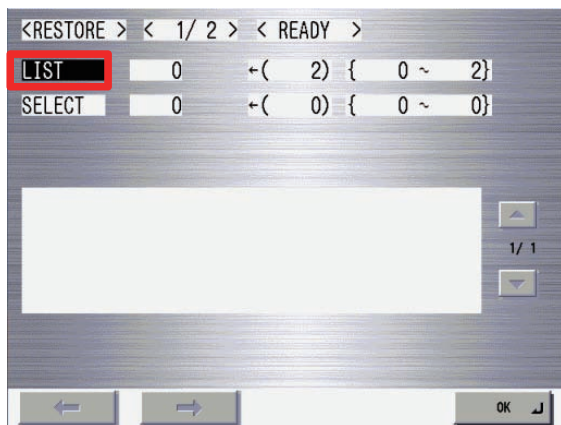 <RESTORE > < 1/ 2 > < READY >
LIST 0 ←( 2) { 0 ~ 2}
SELECT 0 ←( 0) { 0 ~ 0}
1/ 1
OK